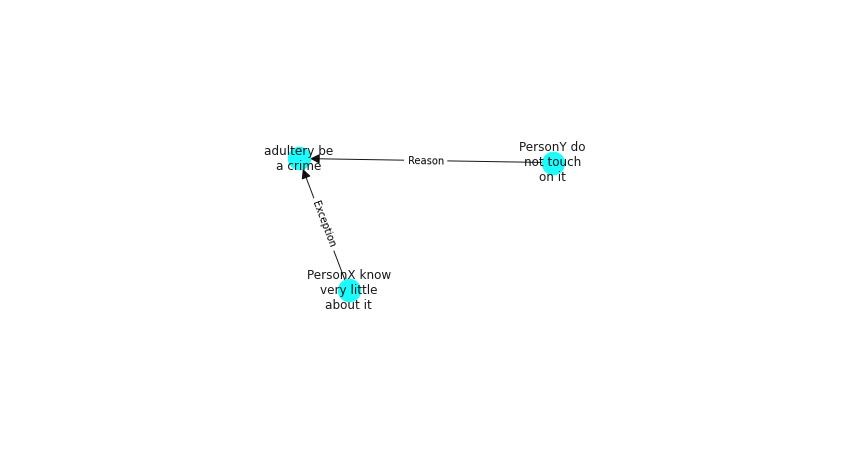 adultery be
a crime
Reason
PersonY do
not touch
on it
Exception
PersonX know
very little
about it